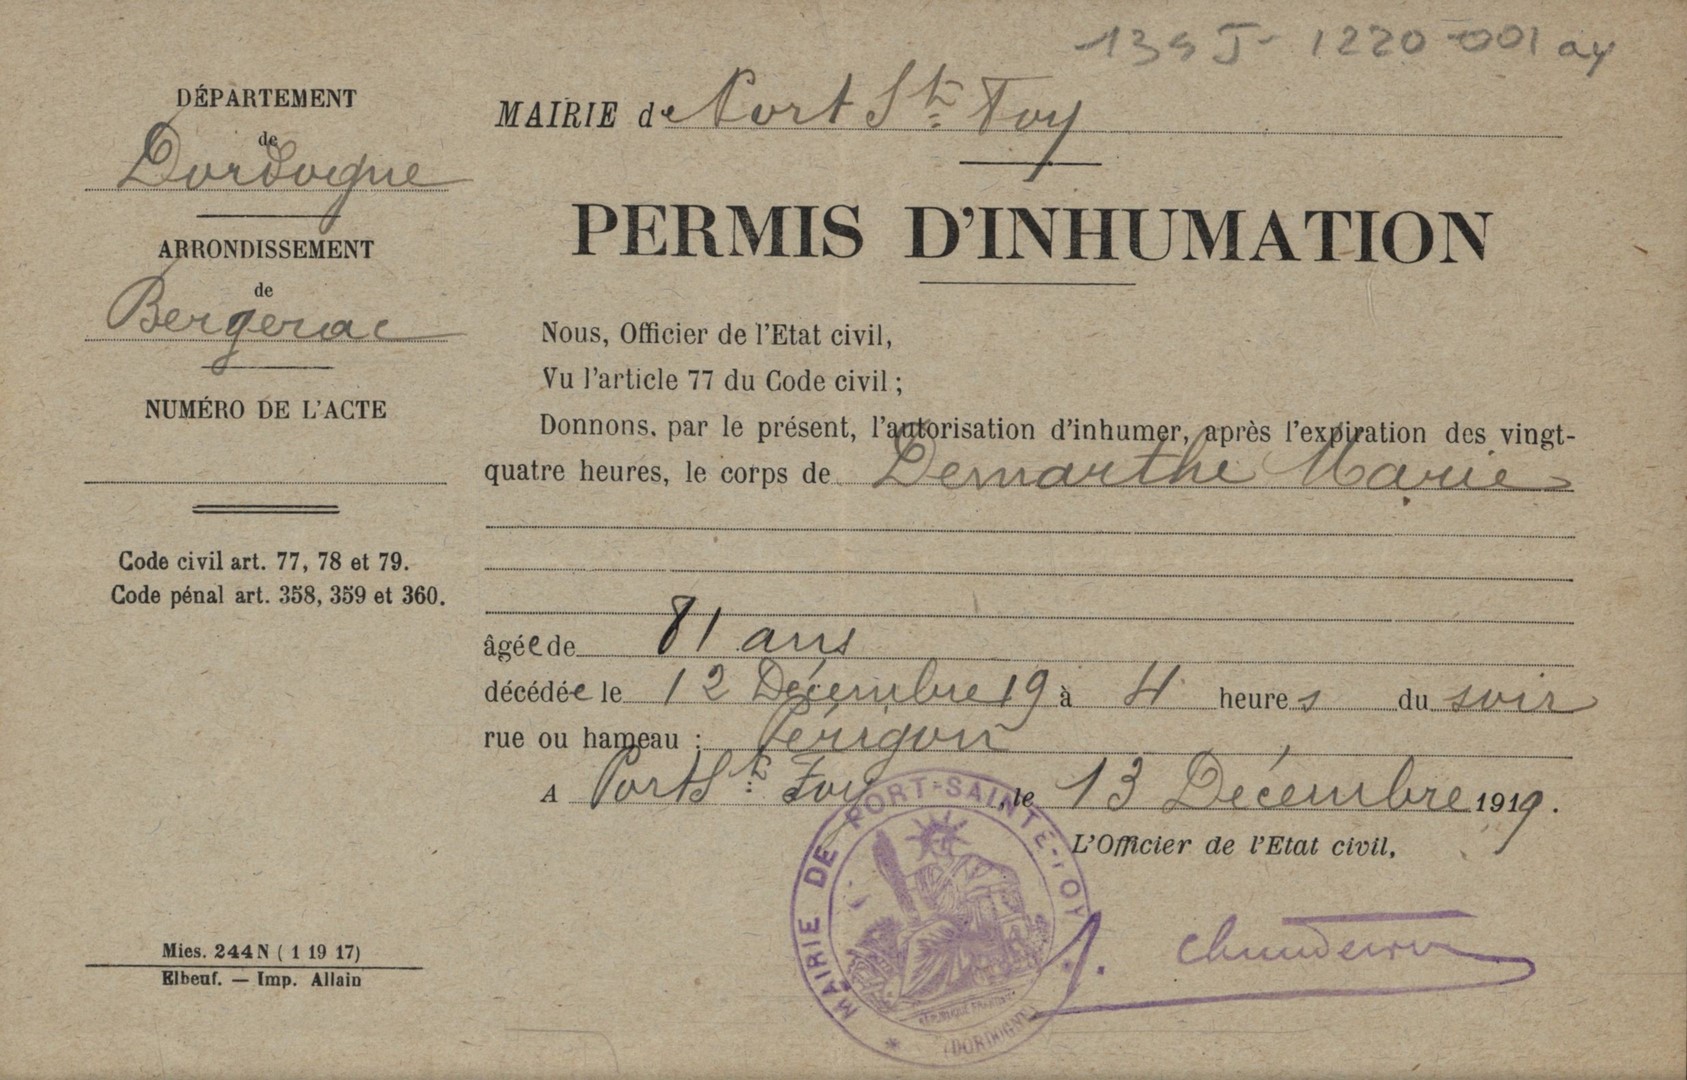 13 S J - 1220-001 ay
DÉPARTEMENT
de
Dordogne
ARRONDISSEMENT
de
Bergerac
NUMÉRO DE L'ACTE
Code civil art. 77, 78 et 79.
Code pénal art. 358, 359 et 360.
Mies. 244 N ( 1 19 17)
Elbeuf. — Imp. Allain
MAIRIE de Port Ste Foy
PERMIS D'INHUMATION
Nous, Officier de l'Etat civil,
Vu l'article 77 du Code civil ;
Donnons, par le présent, l'autorisation d'inhumer, après l'expiration des vingt-
quatre heures, le corps de Demarthe Marie
âgée de 81 ans
décédée le 12 Décembre 19 à 4 heures du soir
rue ou hameau : Périgon
A Port Ste Foy, le 13 Décembre 1919.
L'Officier de l'Etat civil,
MAIRIE DE PORT-SAINTE-FOY
(DORDOGNE)